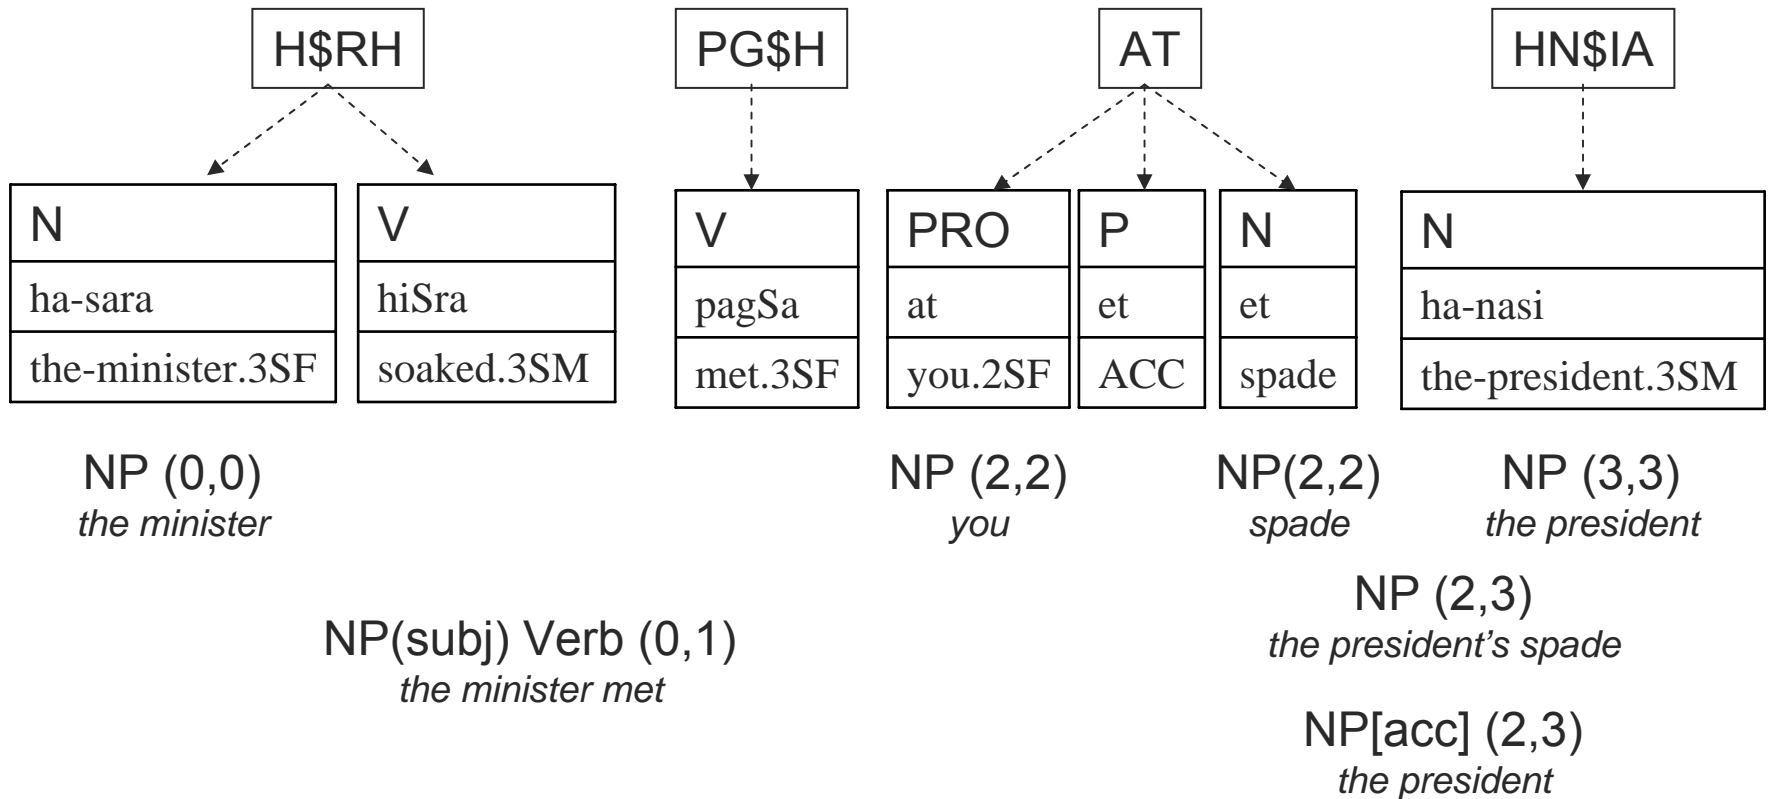 H$RH PG$H AT HN$IA
N V V PRO P N N
ha-sara hiSra pagSa at et et ha-nasi
the-minister.3SF soaked.3SM met.3SF you.2SF ACC spade the-president.3SM
NP (0,0) NP (2,2) NP(2,2) NP (3,3)
the minister you spade the president
NP (2,3)
the president's spade
NP(subj) Verb (0,1)
the minister met
NP[acc] (2,3)
the president